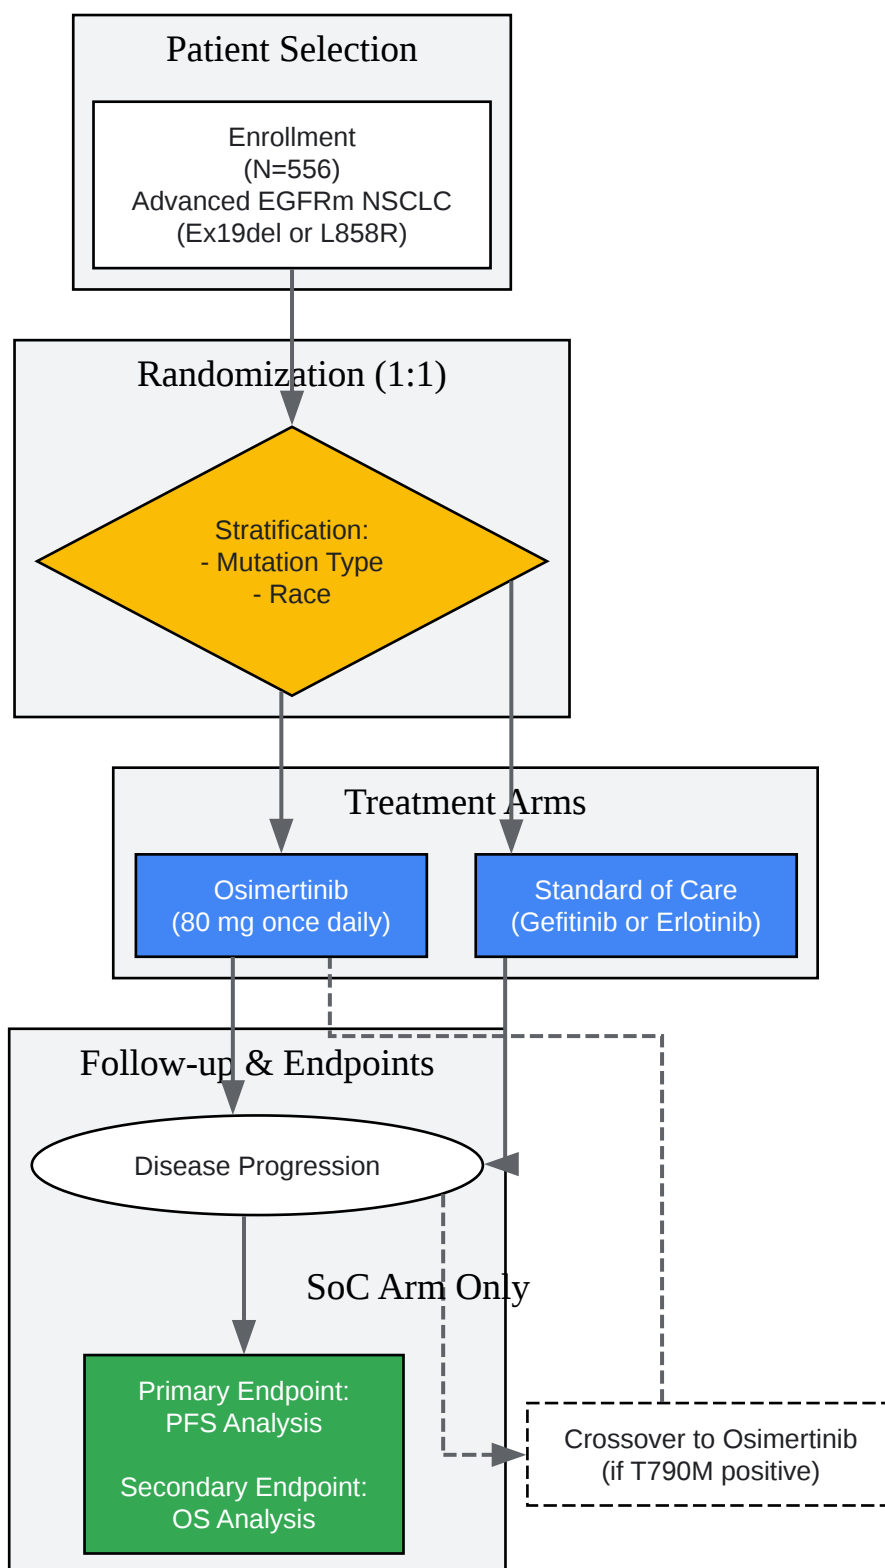 Patient Selection
Enrollment
(N=556)
Advanced EGFRm NSCLC
(Ex19del or L858R)
Randomization (1:1)
Stratification:
- Mutation Type
- Race
Treatment Arms
Osimertinib
(80 mg once daily)
Standard of Care
(Gefitinib or Erlotinib)
Follow-up & Endpoints
Disease Progression
SoC Arm Only
Primary Endpoint:
PFS Analysis
Secondary Endpoint:
OS Analysis
Crossover to Osimertinib
(if T790M positive)